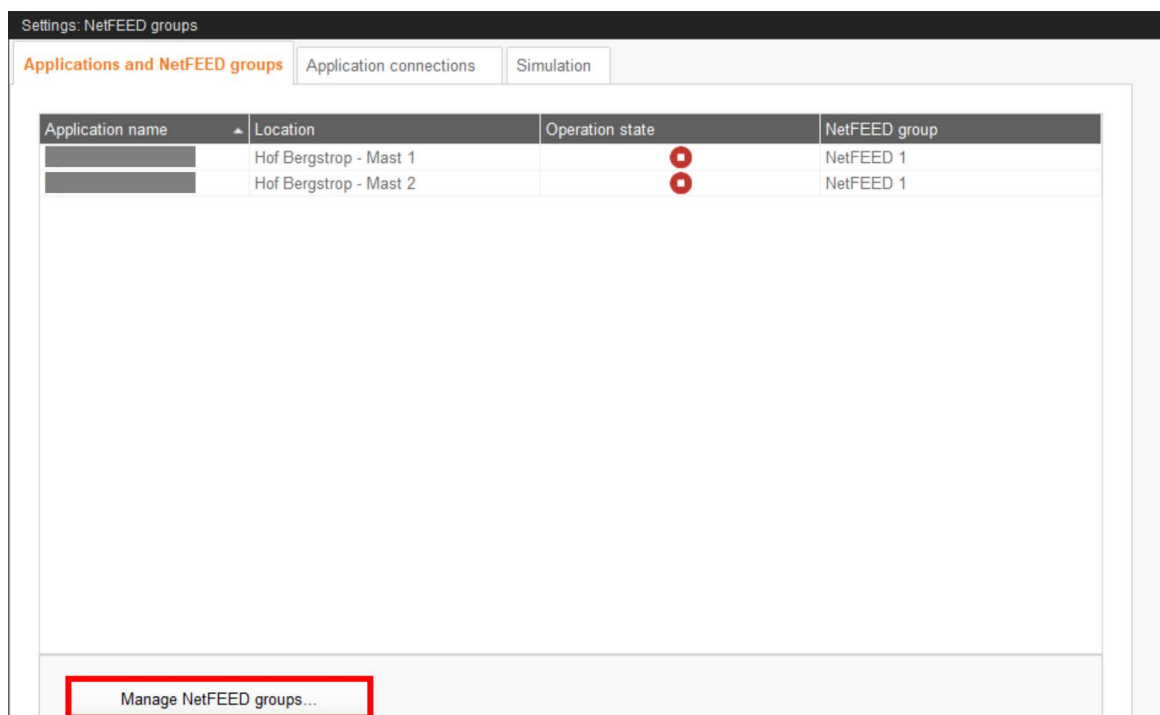 Settings: NetFEED groups
Applications and NetFEED groups Application connections Simulation
Application name Location Operation state NetFEED group
Hof Bergstrop - Mast 1 NetFEED 1
Hof Bergstrop - Mast 2 NetFEED 1
Manage NetFEED groups...